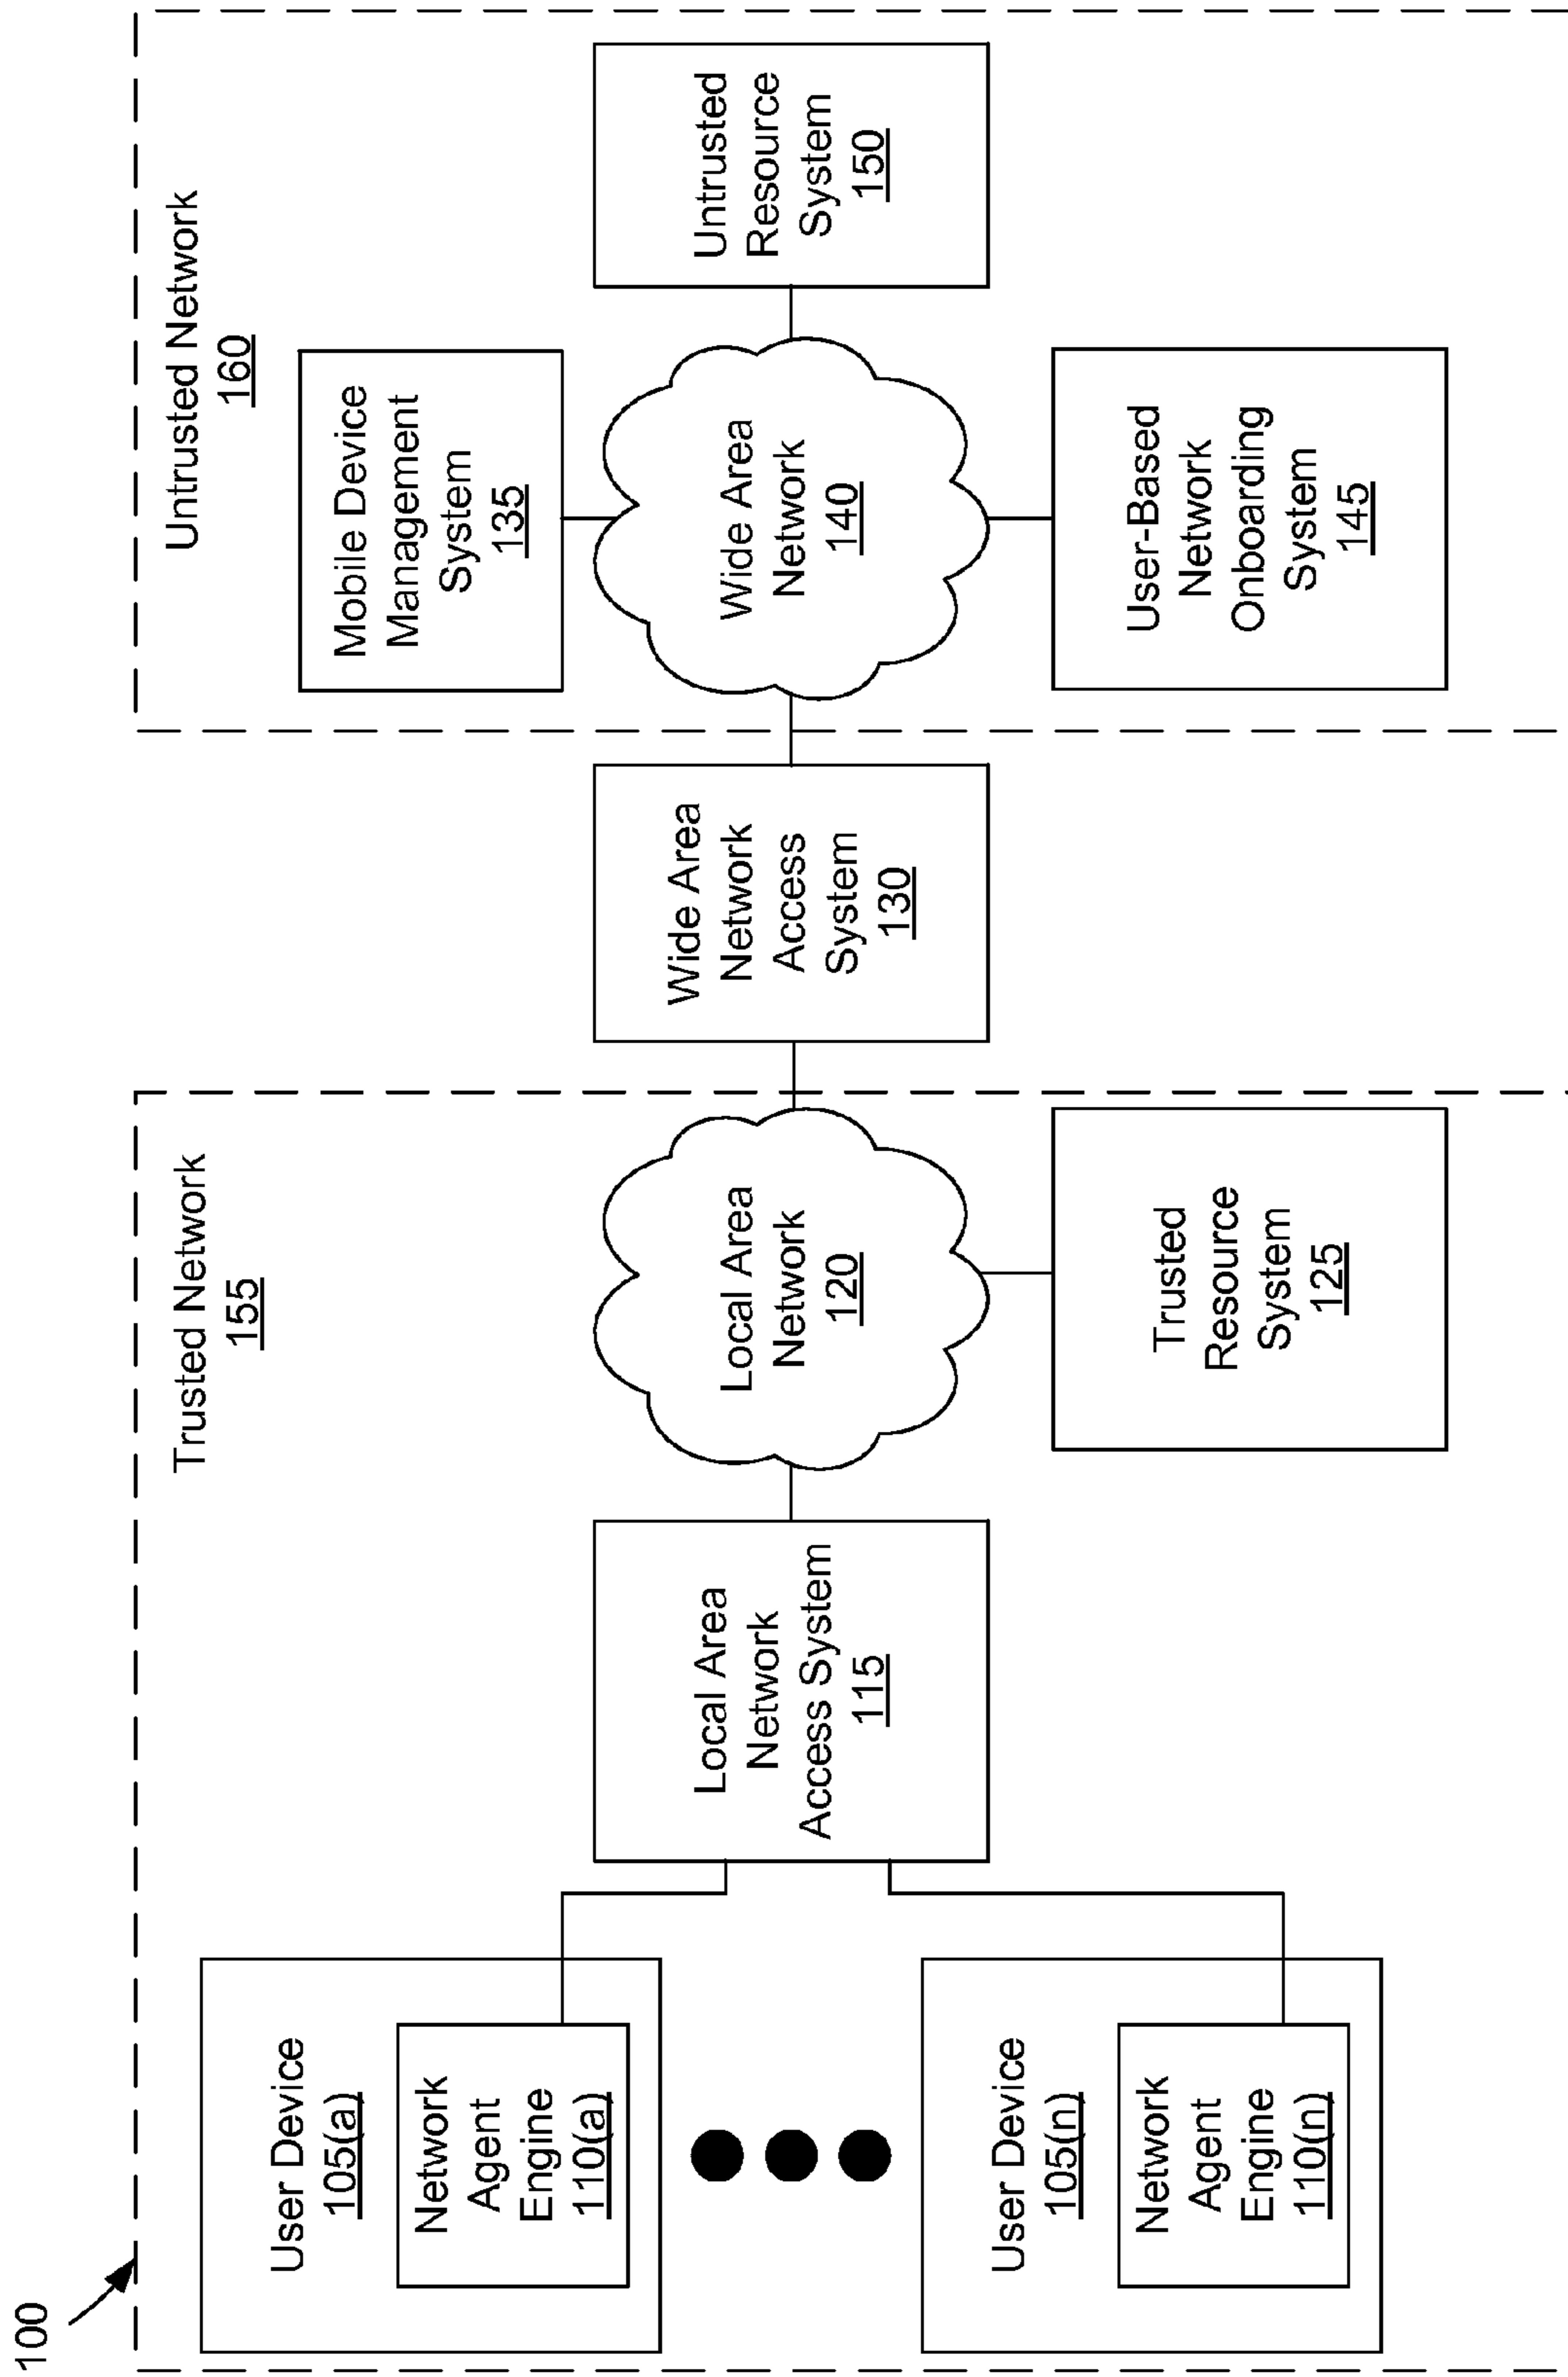 100
Trusted Network
155
User Device
105(a)
Network
Agent
Engine
110(a)
User Device
105(n)
Network
Agent
Engine
110(n)
Local Area
Network
Access System
115
Local Area
Network
120
Trusted
Resource
System
125
Wide Area
Network
Access
System
130
Untrusted Network
160
Mobile Device
Management
System
135
Wide Area
Network
140
User-Based
Network
Onboarding
System
145
Untrusted
Resource
System
150